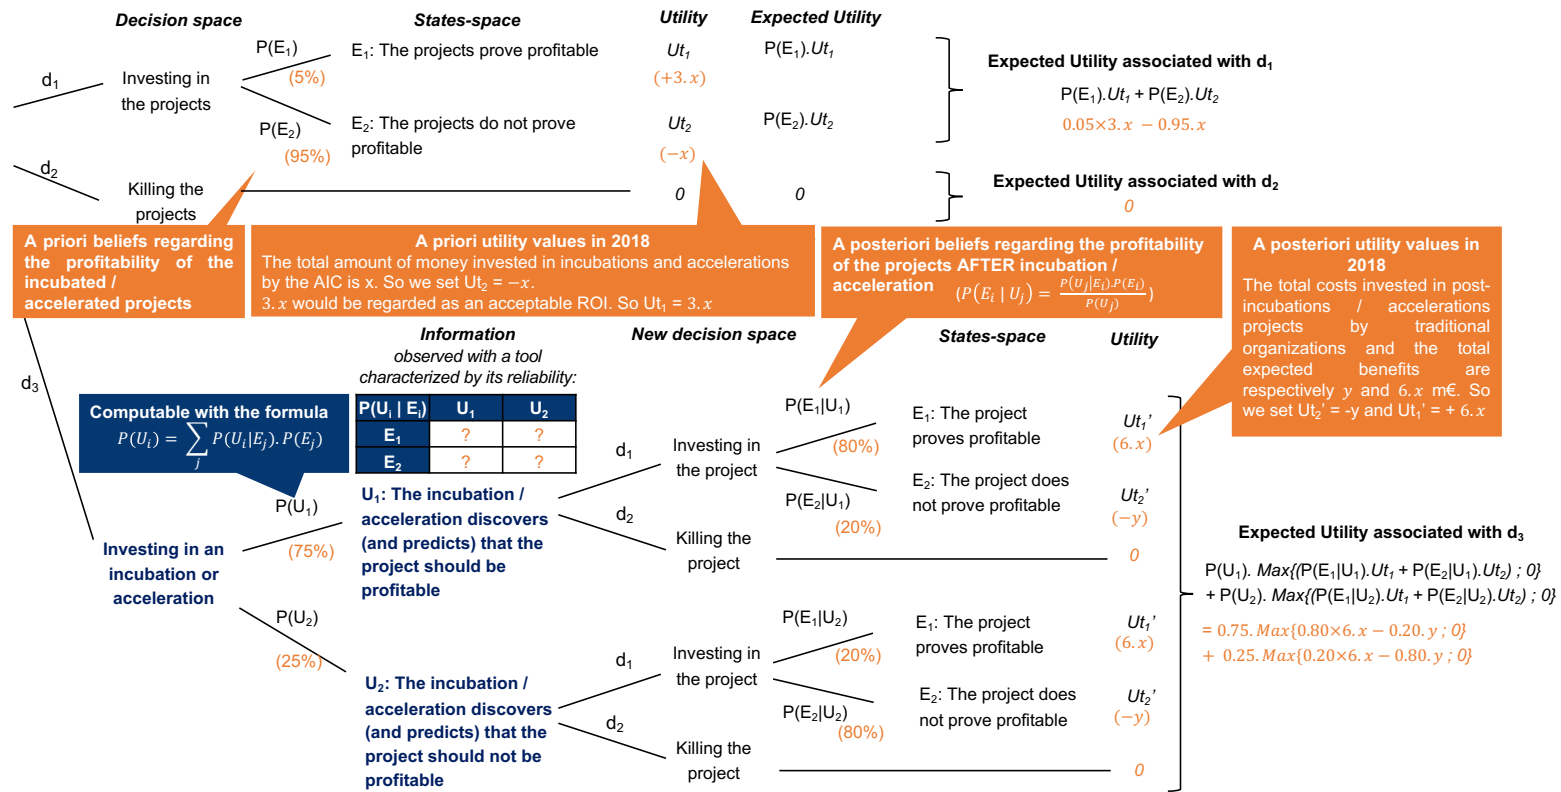 Decision space
States-space
Utility
Expected Utility
d1
Investing in
the projects
P(E1)
(5%)
E1: The projects prove profitable
Ut1
(+3. x)
P(E1).Ut1
P(E2)
(95%)
E2: The projects do not prove
profitable
Ut2
(−x)
P(E2).Ut2
Expected Utility associated with d1
P(E1).Ut1 + P(E2).Ut2
0.05×3. x − 0.95. x
d2
Killing the
projects
0
0
Expected Utility associated with d2
0
A priori beliefs regarding
the profitability of the
incubated /
accelerated projects
A priori utility values in 2018
The total amount of money invested in incubations and accelerations
by the AIC is x. So we set Ut2 = −x.
3. x would be regarded as an acceptable ROI. So Ut1 = 3. x
A posteriori beliefs regarding the profitability
of the projects AFTER incubation /
acceleration (P(Ei | Uj) = P(Uj|Ei).P(Ei) / P(Uj))
A posteriori utility values in
2018
The total costs invested in post-
incubations / accelerations
projects by traditional
organizations and the total
expected benefits are
respectively y and 6. x m€. So
we set Ut2' = -y and Ut1' = + 6. x
d3
Information
observed with a tool
characterized by its reliability:
New decision space
States-space
Utility
Computable with the formula
P(Ui) = ∑j P(Ui|Ej). P(Ej)
P(Ui | Ei) U1 U2
E1 ? ?
E2 ? ?
Investing in an
incubation or
acceleration
P(U1)
(75%)
U1: The incubation /
acceleration discovers
(and predicts) that the
project should be
profitable
d1
Investing in
the project
P(E1|U1)
(80%)
E1: The project
proves profitable
Ut1'
(6. x)
P(E2|U1)
(20%)
E2: The project does
not prove profitable
Ut2'
(−y)
d2
Killing the
project
0
P(U2)
(25%)
U2: The incubation /
acceleration discovers
(and predicts) that the
project should not be
profitable
d1
Investing in
the project
P(E1|U2)
(20%)
E1: The project
proves profitable
Ut1'
(6. x)
P(E2|U2)
(80%)
E2: The project does
not prove profitable
Ut2'
(−y)
d2
Killing the
project
0
Expected Utility associated with d3
P(U1). Max{(P(E1|U1).Ut1 + P(E2|U1).Ut2) ; 0}
+ P(U2). Max{(P(E1|U2).Ut1 + P(E2|U2).Ut2) ; 0}
= 0.75. Max{0.80×6. x − 0.20. y ; 0}
+ 0.25. Max{0.20×6. x − 0.80. y ; 0}